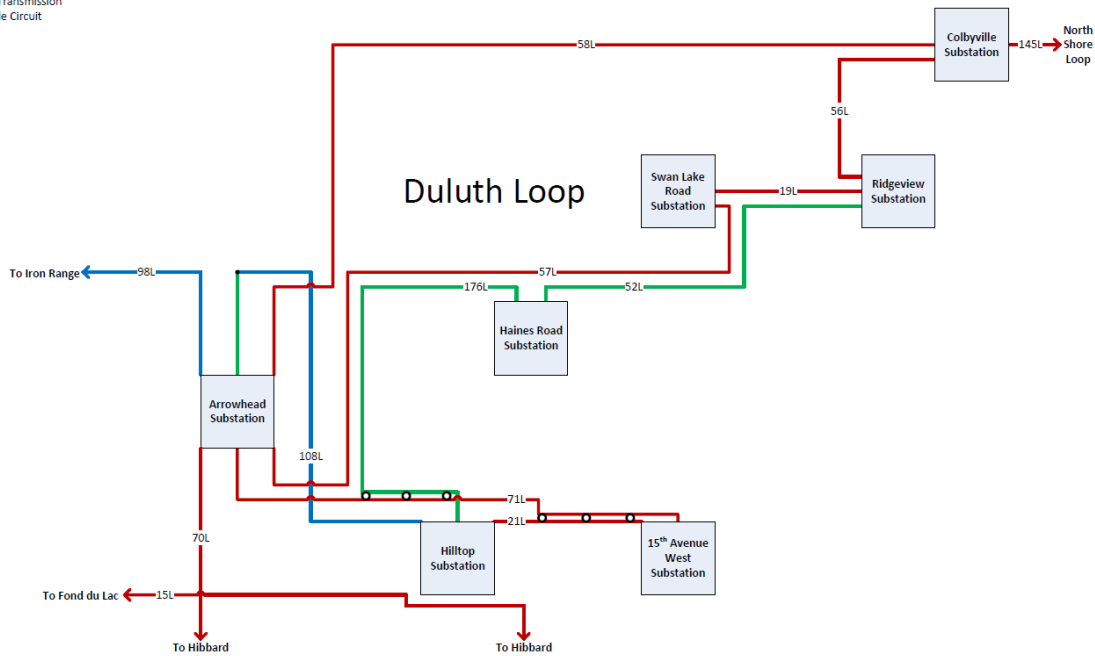 le Circuit
58L
Colbyville
Substation
145L
North
Shore
Loop
56L
Duluth Loop
Swan Lake
Road
Substation
19L
Ridgeview
Substation
To Iron Range
98L
57L
176L
52L
Haines Road
Substation
Arrowhead
Substation
108L
71L
21L
70L
Hilltop
Substation
15th Avenue
West
Substation
To Fond du Lac
15L
To Hibbard
To Hibbard